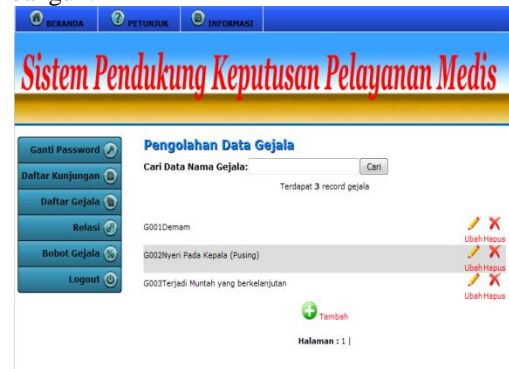 BERANDA PETUNJUK INFORMASI
Sistem Pendukung Keputusan Pelayanan Medis
Ganti Password
Daftar Kunjungan
Daftar Gejala
Relasi
Bobot Gejala
Logout
Pengolahan Data Gejala
Cari Data Nama Gejala: Cari
Terdapat 3 record gejala
G001Demam
Ubah Hapus
G002Nyeri Pada Kepala (Pusing)
Ubah Hapus
G003Terjadi Muntah yang berkelanjutan
Ubah Hapus
Tambah
Halaman : 1 |